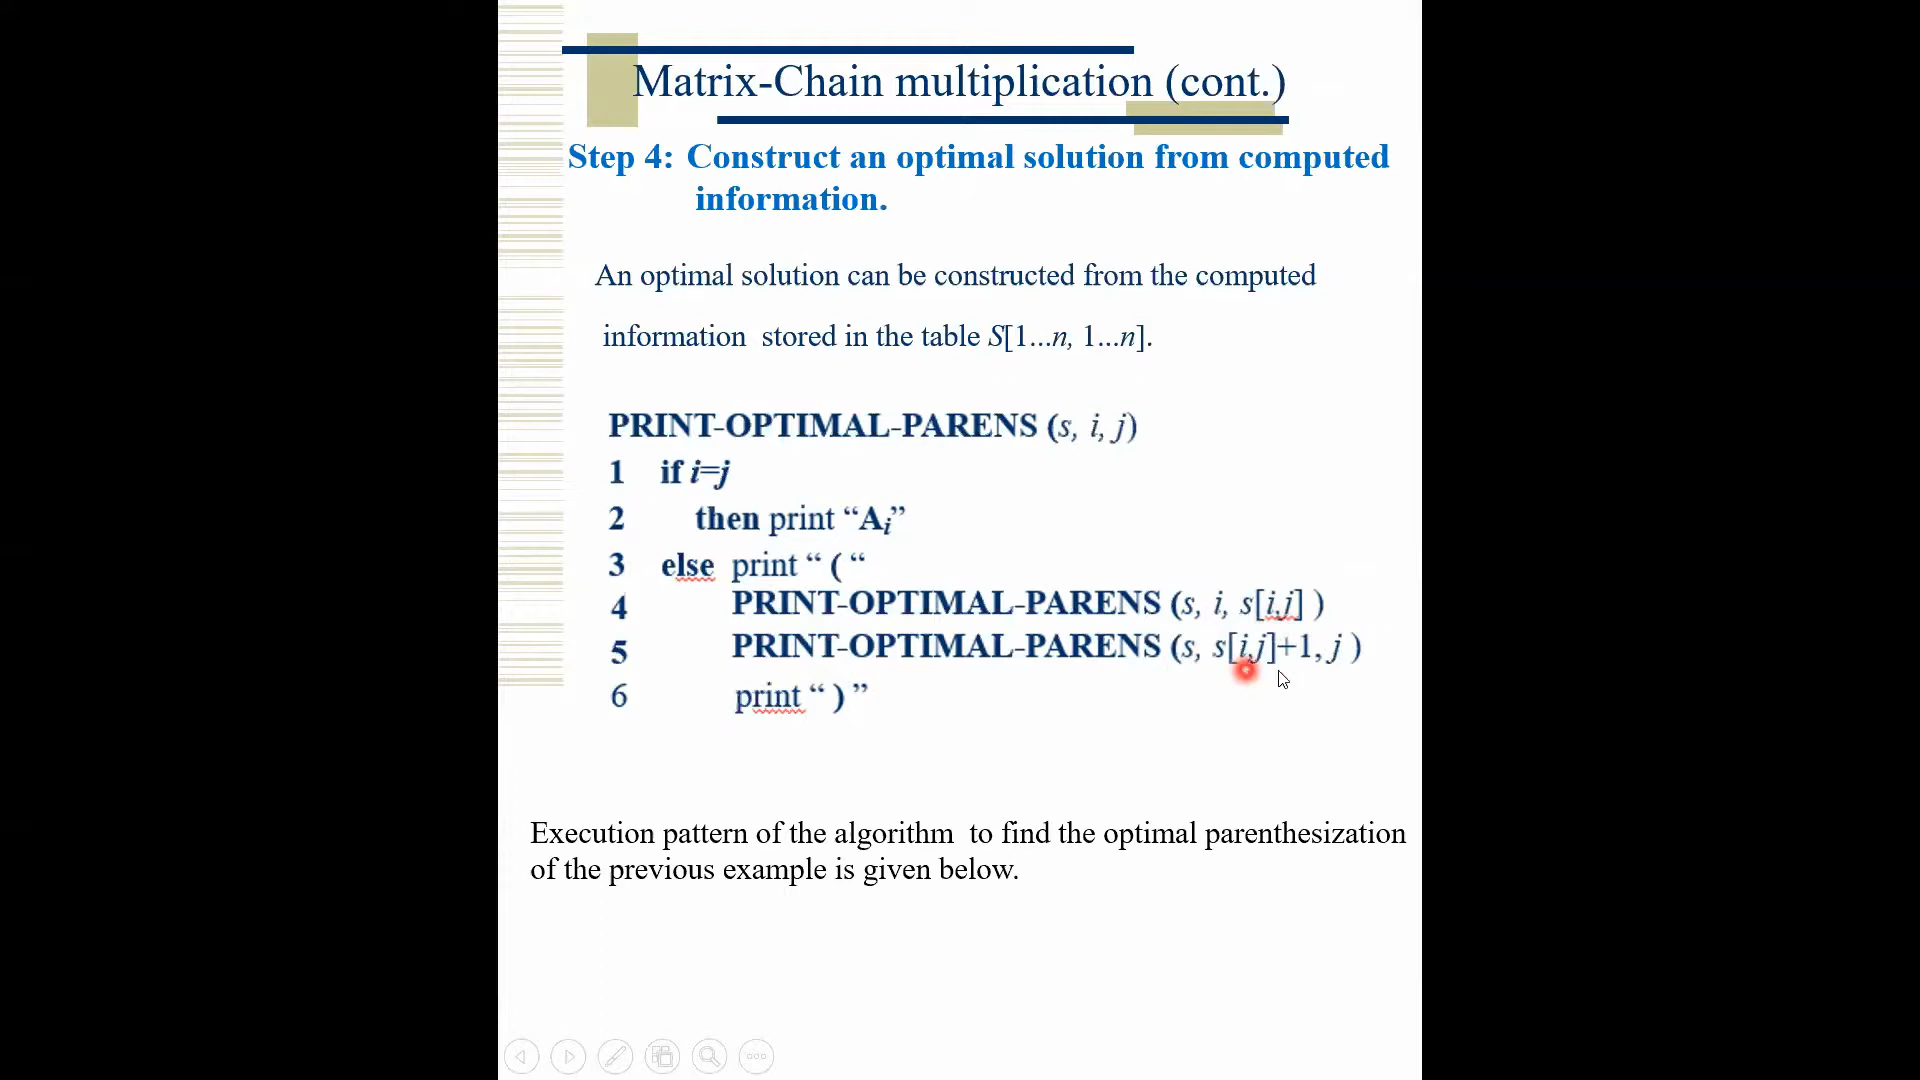 Matrix-Chain multiplication (cont.)
Step 4: Construct an optimal solution from computed
information.
An optimal solution can be constructed from the computed
information stored in the table S[1...n, 1...n].
PRINT-OPTIMAL-PARENS (s, i, j)
1 if i=j
2 then print “Ai”
3 else print “ ( “
4 PRINT-OPTIMAL-PARENS (s, i, s[i,j] )
5 PRINT-OPTIMAL-PARENS (s, s[i,j]+1, j )
6 print “ ) ”
Execution pattern of the algorithm to find the optimal parenthesization
of the previous example is given below.